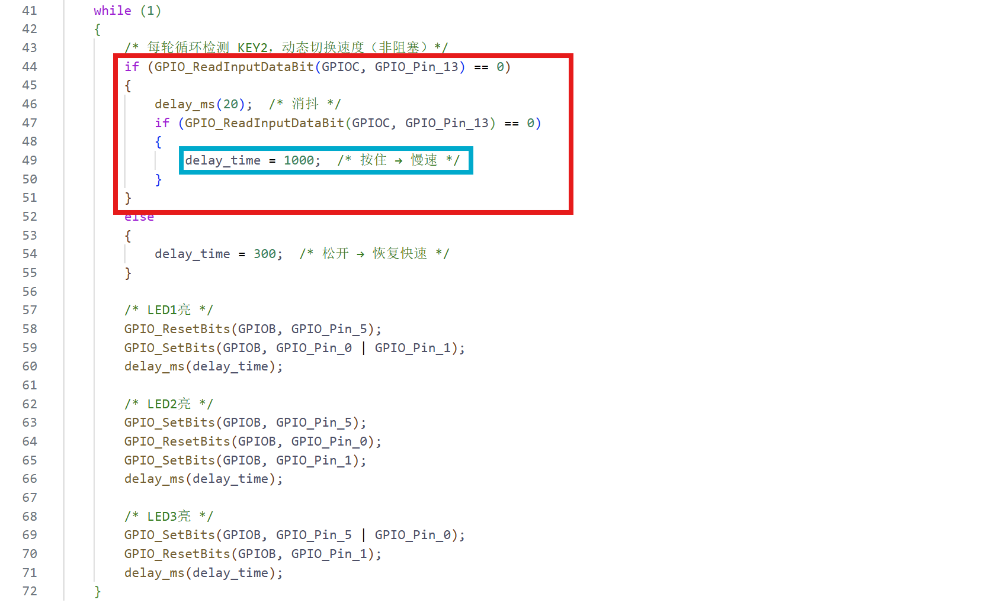 41 while (1)
42 {
43 /* 每轮循环检测 KEY2，动态切换速度（非阻塞）*/
44 if (GPIO_ReadInputDataBit(GPIOC, GPIO_Pin_13) == 0)
45 {
46 delay_ms(20);  /* 消抖 */
47 if (GPIO_ReadInputDataBit(GPIOC, GPIO_Pin_13) == 0)
48 {
49 delay_time = 1000;  /* 按住 → 慢速 */
50 }
51 }
52 else
53 {
54 delay_time = 300;  /* 松开 → 恢复快速 */
55 }
56
57 /* LED1亮 */
58 GPIO_ResetBits(GPIOB, GPIO_Pin_5);
59 GPIO_SetBits(GPIOB, GPIO_Pin_0 | GPIO_Pin_1);
60 delay_ms(delay_time);
61
62 /* LED2亮 */
63 GPIO_SetBits(GPIOB, GPIO_Pin_5);
64 GPIO_ResetBits(GPIOB, GPIO_Pin_0);
65 GPIO_SetBits(GPIOB, GPIO_Pin_1);
66 delay_ms(delay_time);
67
68 /* LED3亮 */
69 GPIO_SetBits(GPIOB, GPIO_Pin_5 | GPIO_Pin_0);
70 GPIO_ResetBits(GPIOB, GPIO_Pin_1);
71 delay_ms(delay_time);
72 }